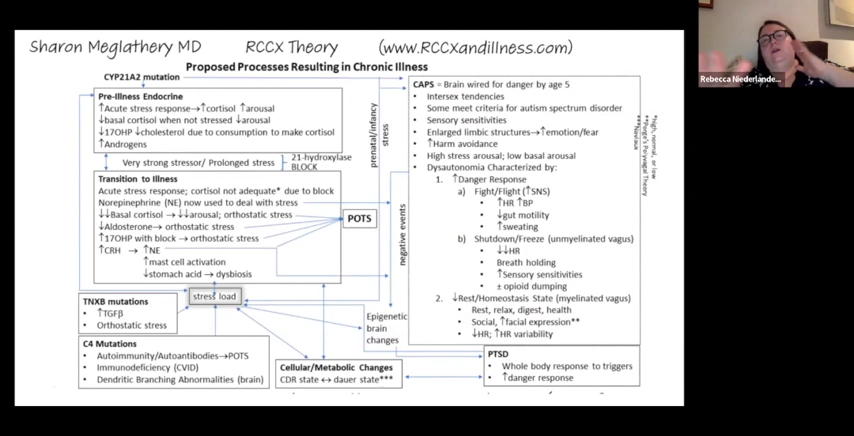 Sharon Meglathery MD RCCX Theory (www.RCCXandillness.com)
Proposed Processes Resulting in Chronic Illness
CYP21A2 mutation
Pre-Illness Endocrine
↑Acute stress response→↑cortisol ↑arousal
↓basal cortisol when not stressed ↓arousal
↓17OHP ↓cholesterol due to consumption to make cortisol
↑Androgens
Very strong stressor/ Prolonged stress
21-hydroxylase
BLOCK
Transition to Illness
Acute stress response; cortisol not adequate* due to block
Norepinephrine (NE) now used to deal with stress
↓↓Basal cortisol → ↓↓arousal; orthostatic stress
↓Aldosterone→ orthostatic stress
↑17OHP with block → orthostatic stress
↑CRH → ↑NE
↑mast cell activation
↓stomach acid → dysbiosis
POTS
stress load
TNXB mutations
• ↑TGFβ
• Orthostatic stress
C4 Mutations
• Autoimmunity/Autoantibodies→POTS
• Immunodeficiency (CVID)
• Dendritic Branching Abnormalities (brain)
Cellular/Metabolic Changes
CDR state ↔ dauer state***
prenatal/infancy
stress
negative events
Epigenetic
brain
changes
CAPS = Brain wired for danger by age 5
• Intersex tendencies
• Some meet criteria for autism spectrum disorder
• Sensory sensitivities
• Enlarged limbic structures→↑emotion/fear
• ↑Harm avoidance
• High stress arousal; low basal arousal
• Dysautonomia Characterized by:
1. ↑Danger Response
a) Fight/Flight (↑SNS)
• ↑HR ↑BP
• ↓gut motility
• ↑sweating
b) Shutdown/Freeze (unmyelinated vagus)
• ↓↓HR
• Breath holding
• ↑Sensory sensitivities
• ± opioid dumping
2. ↓Rest/Homeostasis State (myelinated vagus)
• Rest, relax, digest, health
• Social, ↑facial expression**
• ↓HR; ↑HR variability
PTSD
• Whole body response to triggers
• ↑danger response
*high, normal, or low
**Porge's Polyvagal Theory
***Naviaux
Rebecca Niederlande...